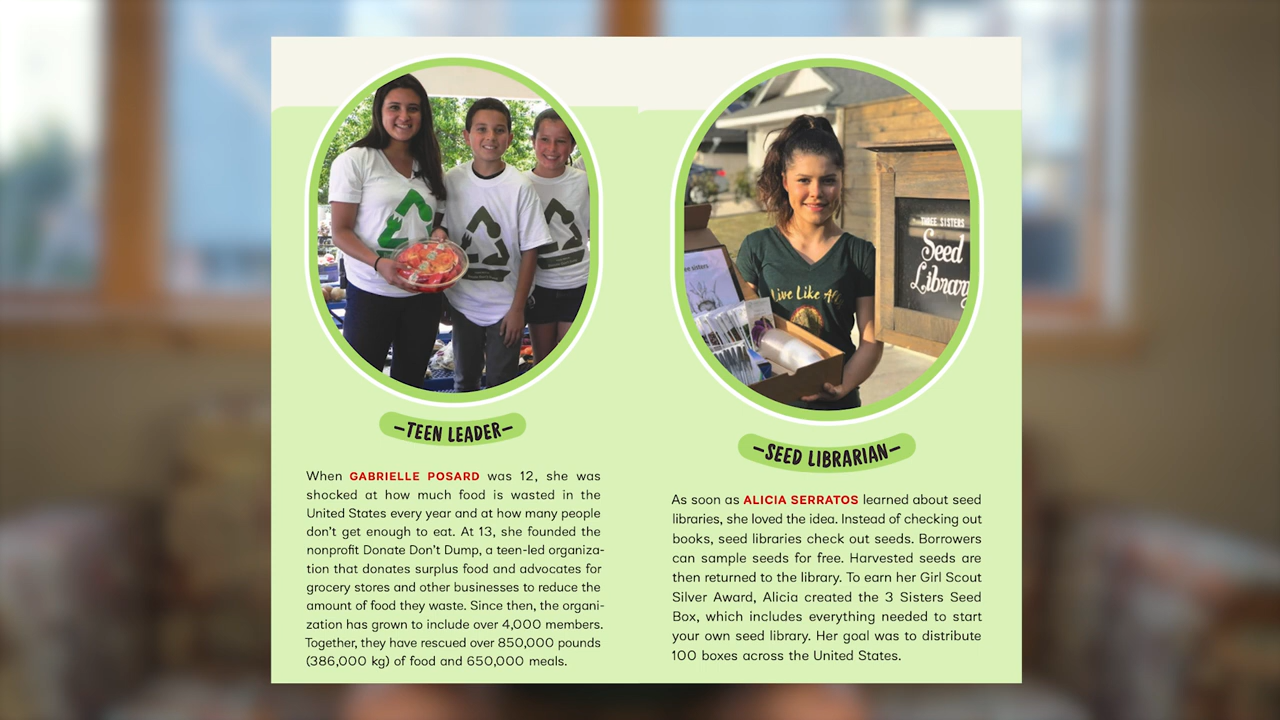 THREE SISTERS
Seed
Library
Live Like
-TEEN LEADER-
When GABRIELLE POSARD was 12, she was
shocked at how much food is wasted in the
United States every year and at how many people
don't get enough to eat. At 13, she founded the
nonprofit Donate Don't Dump, a teen-led organiza-
tion that donates surplus food and advocates for
grocery stores and other businesses to reduce the
amount of food they waste. Since then, the organi-
zation has grown to include over 4,000 members.
Together, they have rescued over 850,000 pounds
(386,000 kg) of food and 650,000 meals.
-SEED LIBRARIAN-
As soon as ALICIA SERRATOS learned about seed
libraries, she loved the idea. Instead of checking out
books, seed libraries check out seeds. Borrowers
can sample seeds for free. Harvested seeds are
then returned to the library. To earn her Girl Scout
Silver Award, Alicia created the 3 Sisters Seed
Box, which includes everything needed to start
your own seed library. Her goal was to distribute
100 boxes across the United States.